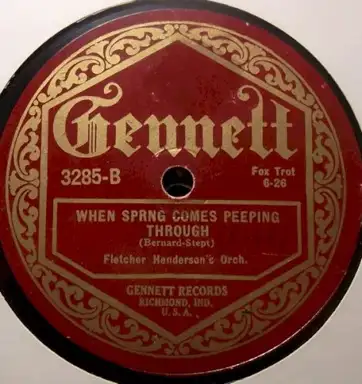 Gennett
3285-B
Fox Trot
6-26
WHEN SPRNG COMES PEEPING
THROUGH
(Bernard-Stept)
Fletcher Henderson's Orch.
GENNETT RECORDS
RICHMOND, IND.
U.S.A.